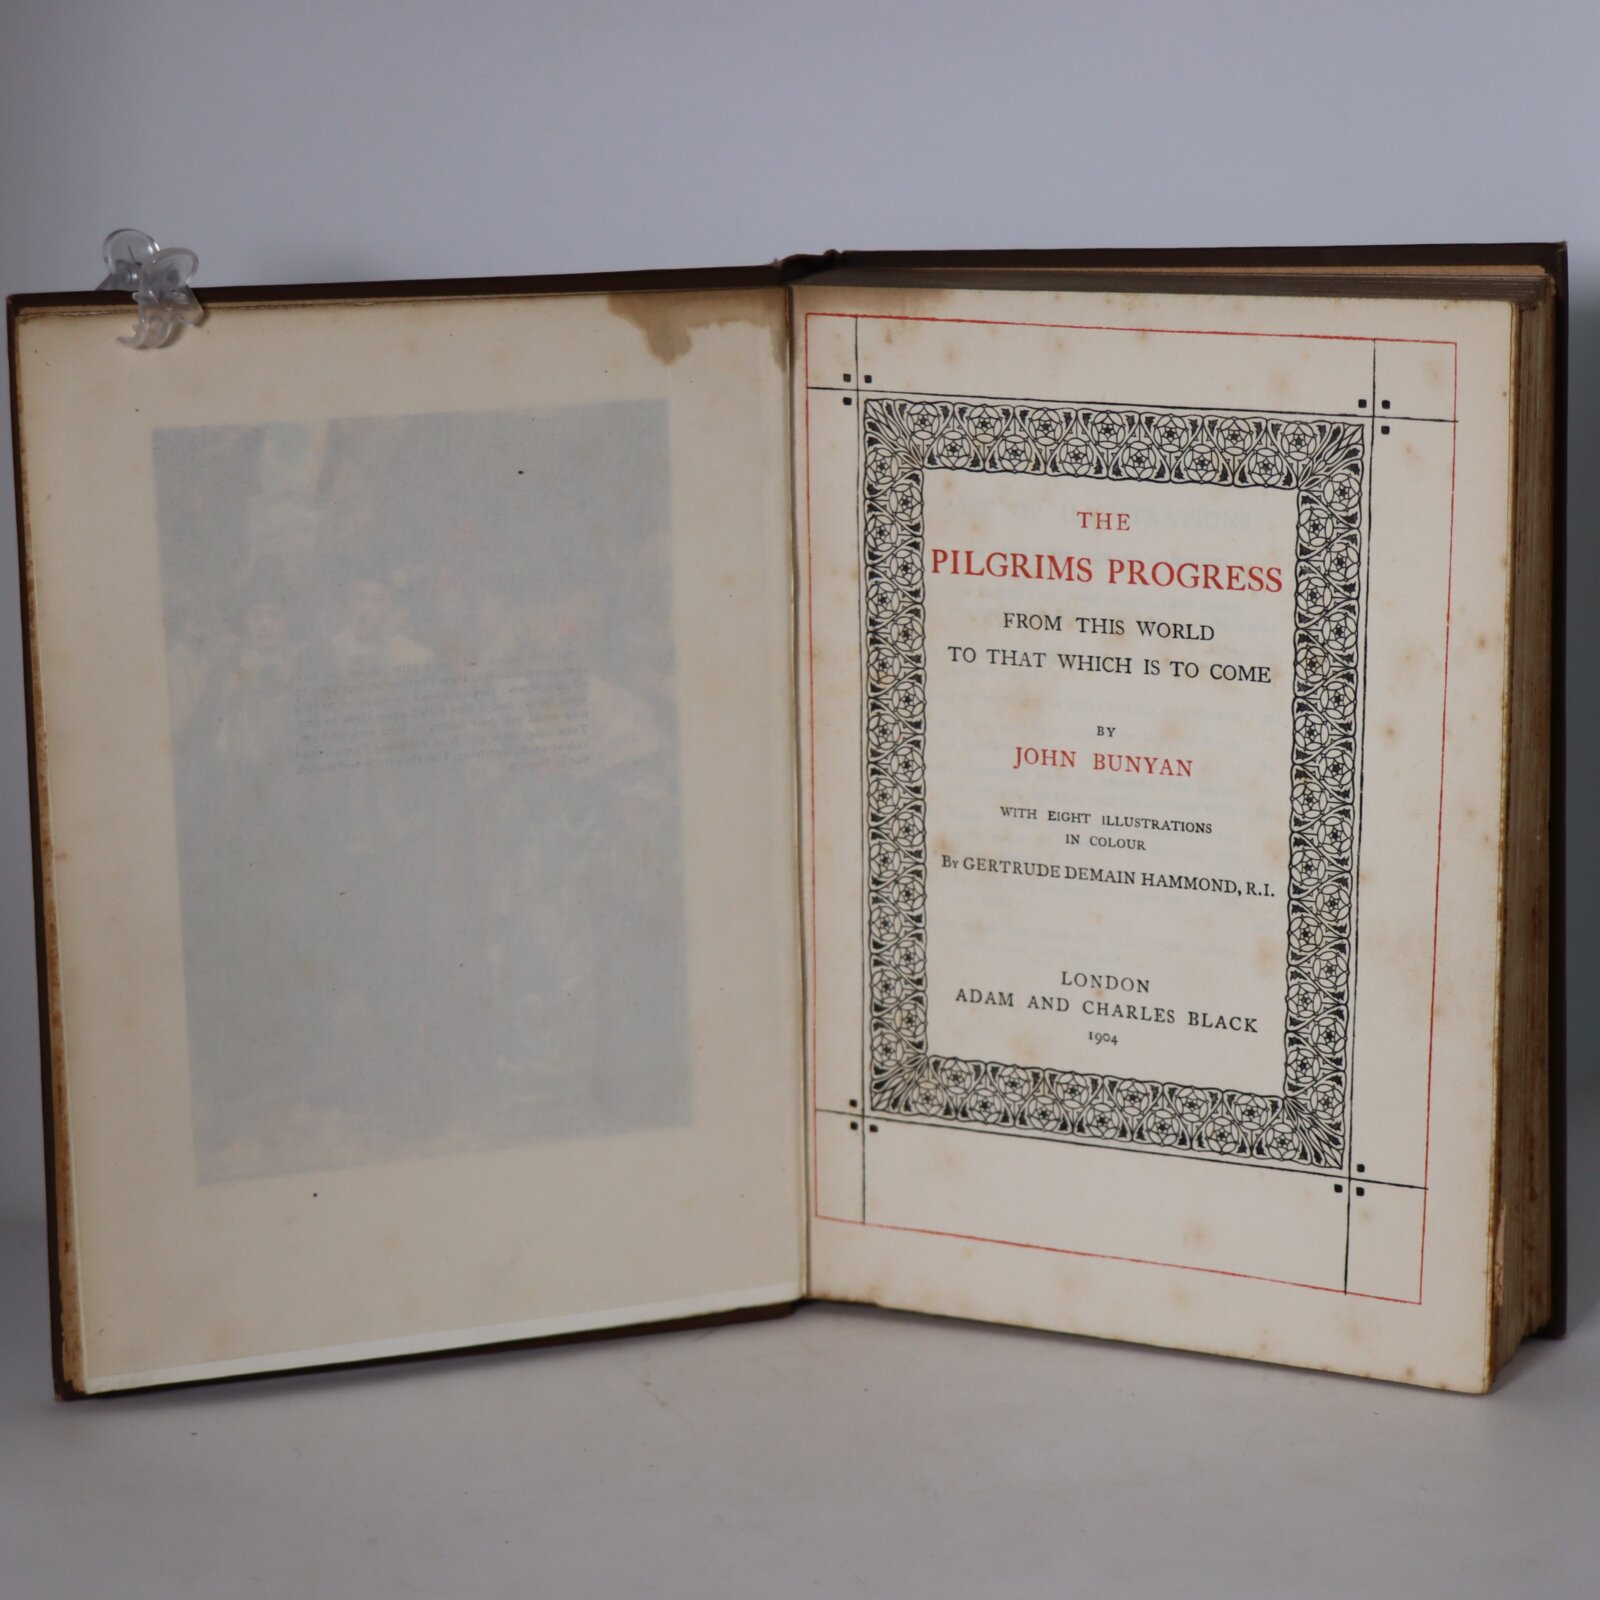 THE
PILGRIMS PROGRESS
FROM THIS WORLD
TO THAT WHICH IS TO COME
BY
JOHN BUNYAN
WITH EIGHT ILLUSTRATIONS
IN COLOUR
By GERTRUDE DEMAIN HAMMOND, R.I.
LONDON
ADAM AND CHARLES BLACK
1904